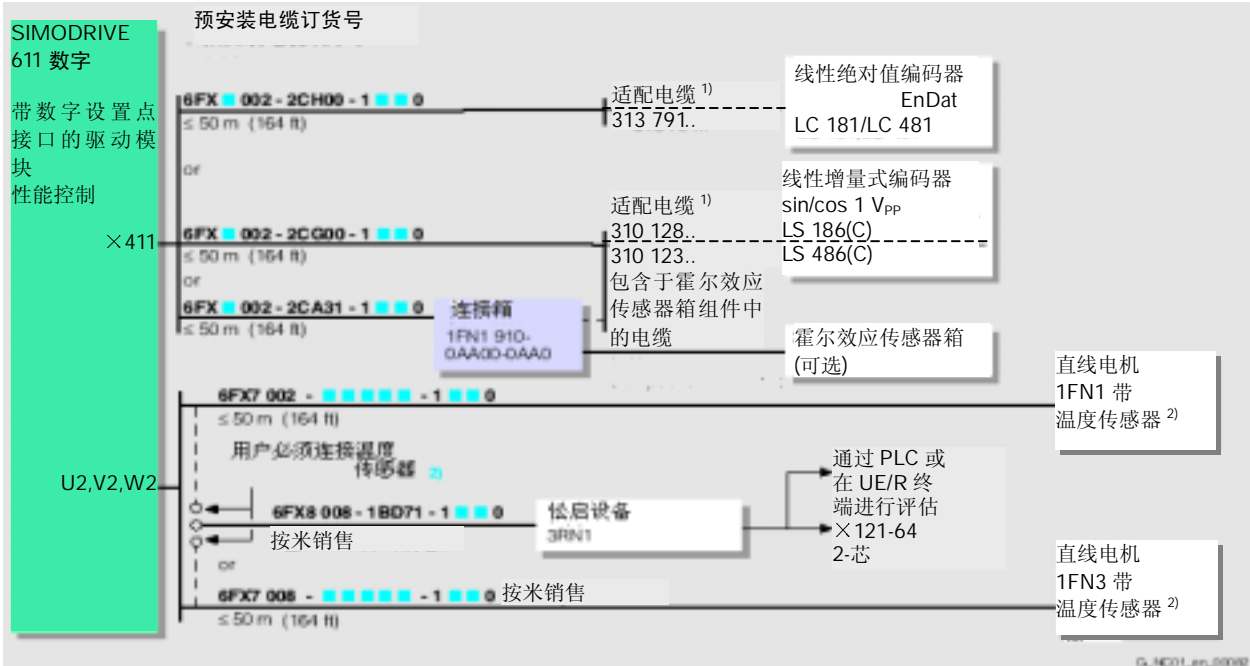 预安装电缆订货号
SIMODRIVE
611 数字
带数字设置点
接口的驱动模
块
性能控制
×411
U2,V2,W2
6FX■002 - 2CH00 - 1■■0
≤ 50 m (164 ft)
适配电缆 1)
313 791..
线性绝对值编码器
EnDat
LC 181/LC 481
or
6FX■002 - 2CG00 - 1■■0
≤ 50 m (164 ft)
适配电缆 1)
310 128..
310 123..
线性增量式编码器
sin/cos 1 VPP
LS 186(C)
LS 486(C)
or
6FX■002 - 2CA31 - 1■■0
≤ 50 m (164 ft)
连接箱
1FN1 910-
0AA00-0AA0
包含于霍尔效应
传感器箱组件中
的电缆
霍尔效应传感器箱
(可选)
6FX7 002 - ■■■■■ - 1■■0
≤ 50 m (164 ft)
直线电机
1FN1 带
温度传感器 2)
用户必须连接温度
传感器 2)
6FX8 008 - 1BD71 - 1■■0
按米销售
松启设备
3RN1
通过 PLC 或
在 UE/R 终
端进行评估
×121-64
2-芯
or
6FX7 008 - ■■■■■ - 1■■0 按米销售
≤ 50 m (164 ft)
直线电机
1FN3 带
温度传感器 2)